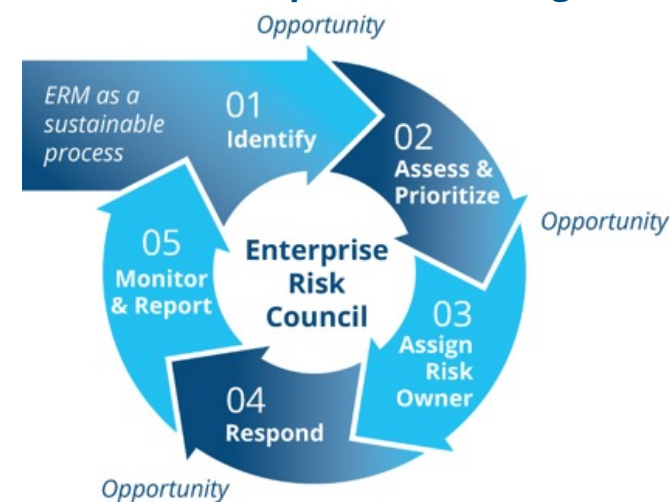 Opportunity
ERM as a
sustainable
process
01
Identify
02
Assess &
Prioritize
Opportunity
03
Assign
Risk
Owner
04
Respond
Opportunity
05
Monitor
& Report
Enterprise
Risk
Council